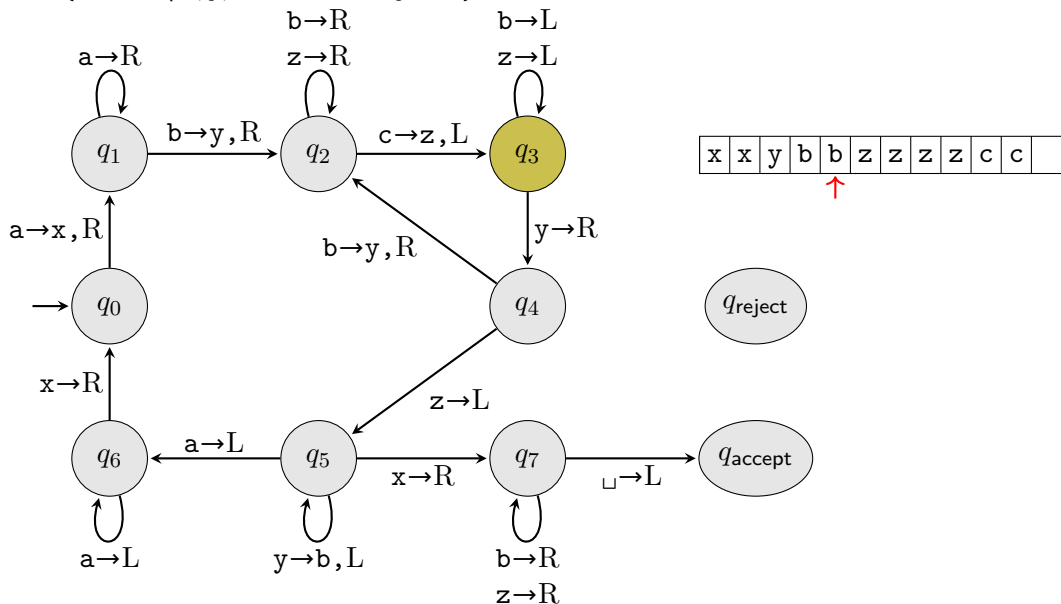 b→R
b→L
a→R
z→R
z→L
q1
b→y,R
q2
c→z,L
q3
x x y b b z z z z c c
↑
a→x,R
b→y,R
y→R
q0
q4
qreject
x→R
z→L
q6
a→L
q5
x→R
q7
␣→L
qaccept
a→L
y→b,L
b→R
z→R